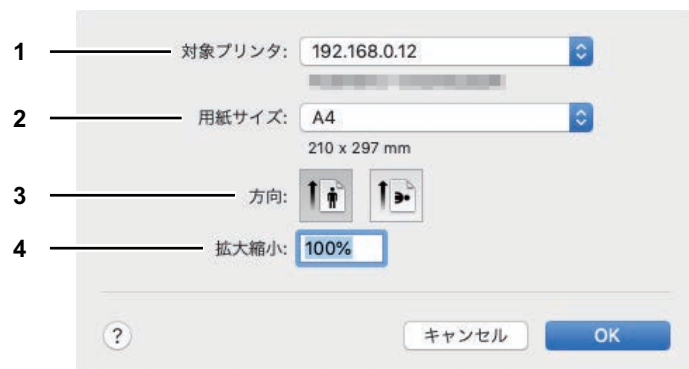 1 対象プリンタ: 192.168.0.12
2 用紙サイズ: A4
210 x 297 mm
3 方向:
4 拡大縮小: 100%
? キャンセル OK